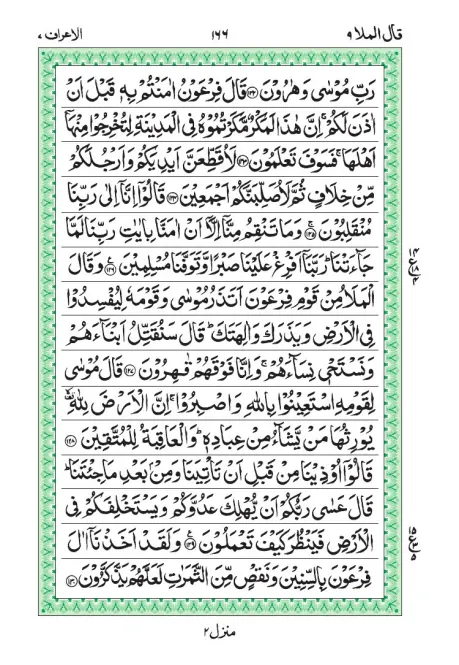 قال الملا ٩
١٦٦
الاعراف ٧
رَبِّ مُوْسٰى وَهٰرُوْنَ ﴿١٢٢﴾ قَالَ فِرْعَوْنُ اٰمَنْتُمْ بِهٖ قَبْلَ اَنْ
اٰذَنَ لَكُمْ ۚ اِنَّ هٰذَا لَمَكْرٌ مَّكَرْتُمُوْهُ فِى الْمَدِيْنَةِ لِتُخْرِجُوْا مِنْهَاۤ
اَهْلَهَا ۚ فَسَوْفَ تَعْلَمُوْنَ ﴿١٢٣﴾ لَاُقَطِّعَنَّ اَيْدِيَكُمْ وَاَرْجُلَكُمْ
مِّنْ خِلَافٍ ثُمَّ لَاُصَلِّبَنَّكُمْ اَجْمَعِيْنَ ﴿١٢٤﴾ قَالُوْۤا اِنَّاۤ اِلٰى رَبِّنَا
مُنْقَلِبُوْنَ ﴿١٢٥﴾ وَمَا تَنْقِمُ مِنَّاۤ اِلَّاۤ اَنْ اٰمَنَّا بِاٰيٰتِ رَبِّنَا لَمَّا
جَآءَتْنَا ؕ رَبَّنَاۤ اَفْرِغْ عَلَيْنَا صَبْرًا وَّتَوَفَّنَا مُسْلِمِيْنَ ﴿١٢٦﴾ وَقَالَ
الْمَلَاُ مِنْ قَوْمِ فِرْعَوْنَ اَتَذَرُ مُوْسٰى وَقَوْمَهٗ لِيُفْسِدُوْا
فِى الْاَرْضِ وَيَذَرَكَ وَاٰلِهَتَكَ ؕ قَالَ سَنُقَتِّلُ اَبْنَآءَهُمْ
وَنَسْتَحْىٖ نِسَآءَهُمْ ۚ وَاِنَّا فَوْقَهُمْ قٰهِرُوْنَ ﴿١٢٧﴾ قَالَ مُوْسٰى
لِقَوْمِهِ اسْتَعِيْنُوْا بِاللّٰهِ وَاصْبِرُوْا ۚ اِنَّ الْاَرْضَ لِلّٰهِ ۙ
يُوْرِثُهَا مَنْ يَّشَآءُ مِنْ عِبَادِهٖ ؕ وَالْعَاقِبَةُ لِلْمُتَّقِيْنَ ﴿١٢٨﴾
قَالُوْۤا اُوْذِيْنَا مِنْ قَبْلِ اَنْ تَاْتِيَنَا وَمِنْۢ بَعْدِ مَا جِئْتَنَا ؕ
قَالَ عَسٰى رَبُّكُمْ اَنْ يُّهْلِكَ عَدُوَّكُمْ وَيَسْتَخْلِفَكُمْ فِى
الْاَرْضِ فَيَنْظُرَ كَيْفَ تَعْمَلُوْنَ ﴿١٢٩﴾ وَلَقَدْ اَخَذْنَاۤ اٰلَ
فِرْعَوْنَ بِالسِّنِيْنَ وَنَقْصٍ مِّنَ الثَّمَرٰتِ لَعَلَّهُمْ يَذَّكَّرُوْنَ ﴿١٣٠﴾
منزل ٢